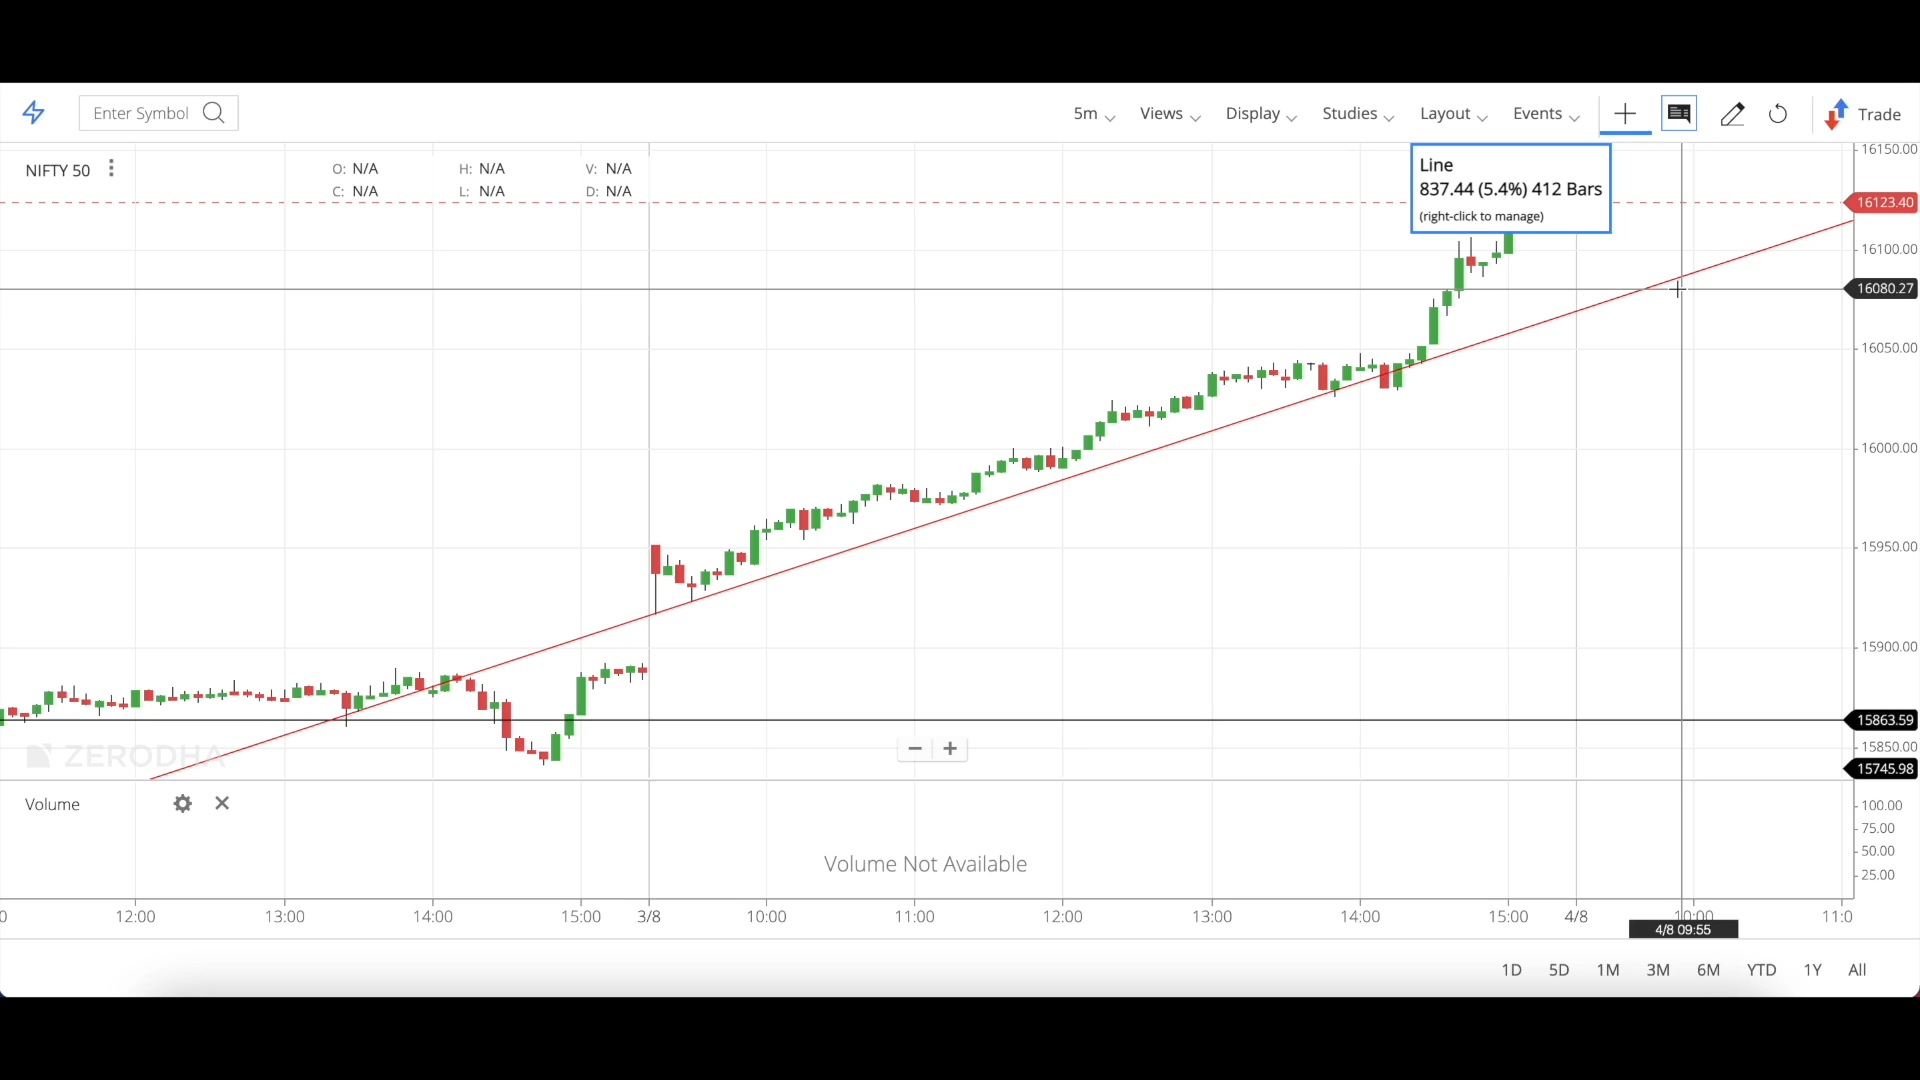 Enter Symbol
5m
Views
Display
Studies
Layout
Events
Trade
NIFTY 50
O: N/A
H: N/A
V: N/A
C: N/A
L: N/A
D: N/A
Line
837.44 (5.4%) 412 Bars
(right-click to manage)
16150.00
16123.40
16100.00
16080.27
16050.00
16000.00
15950.00
15900.00
15863.59
15850.00
15745.98
ZERODHA
Volume
100.00
75.00
50.00
25.00
Volume Not Available
0
12:00
13:00
14:00
15:00
3/8
10:00
11:00
12:00
13:00
14:00
15:00
4/8
10:00
11:0
4/8 09:55
1D
5D
1M
3M
6M
YTD
1Y
All